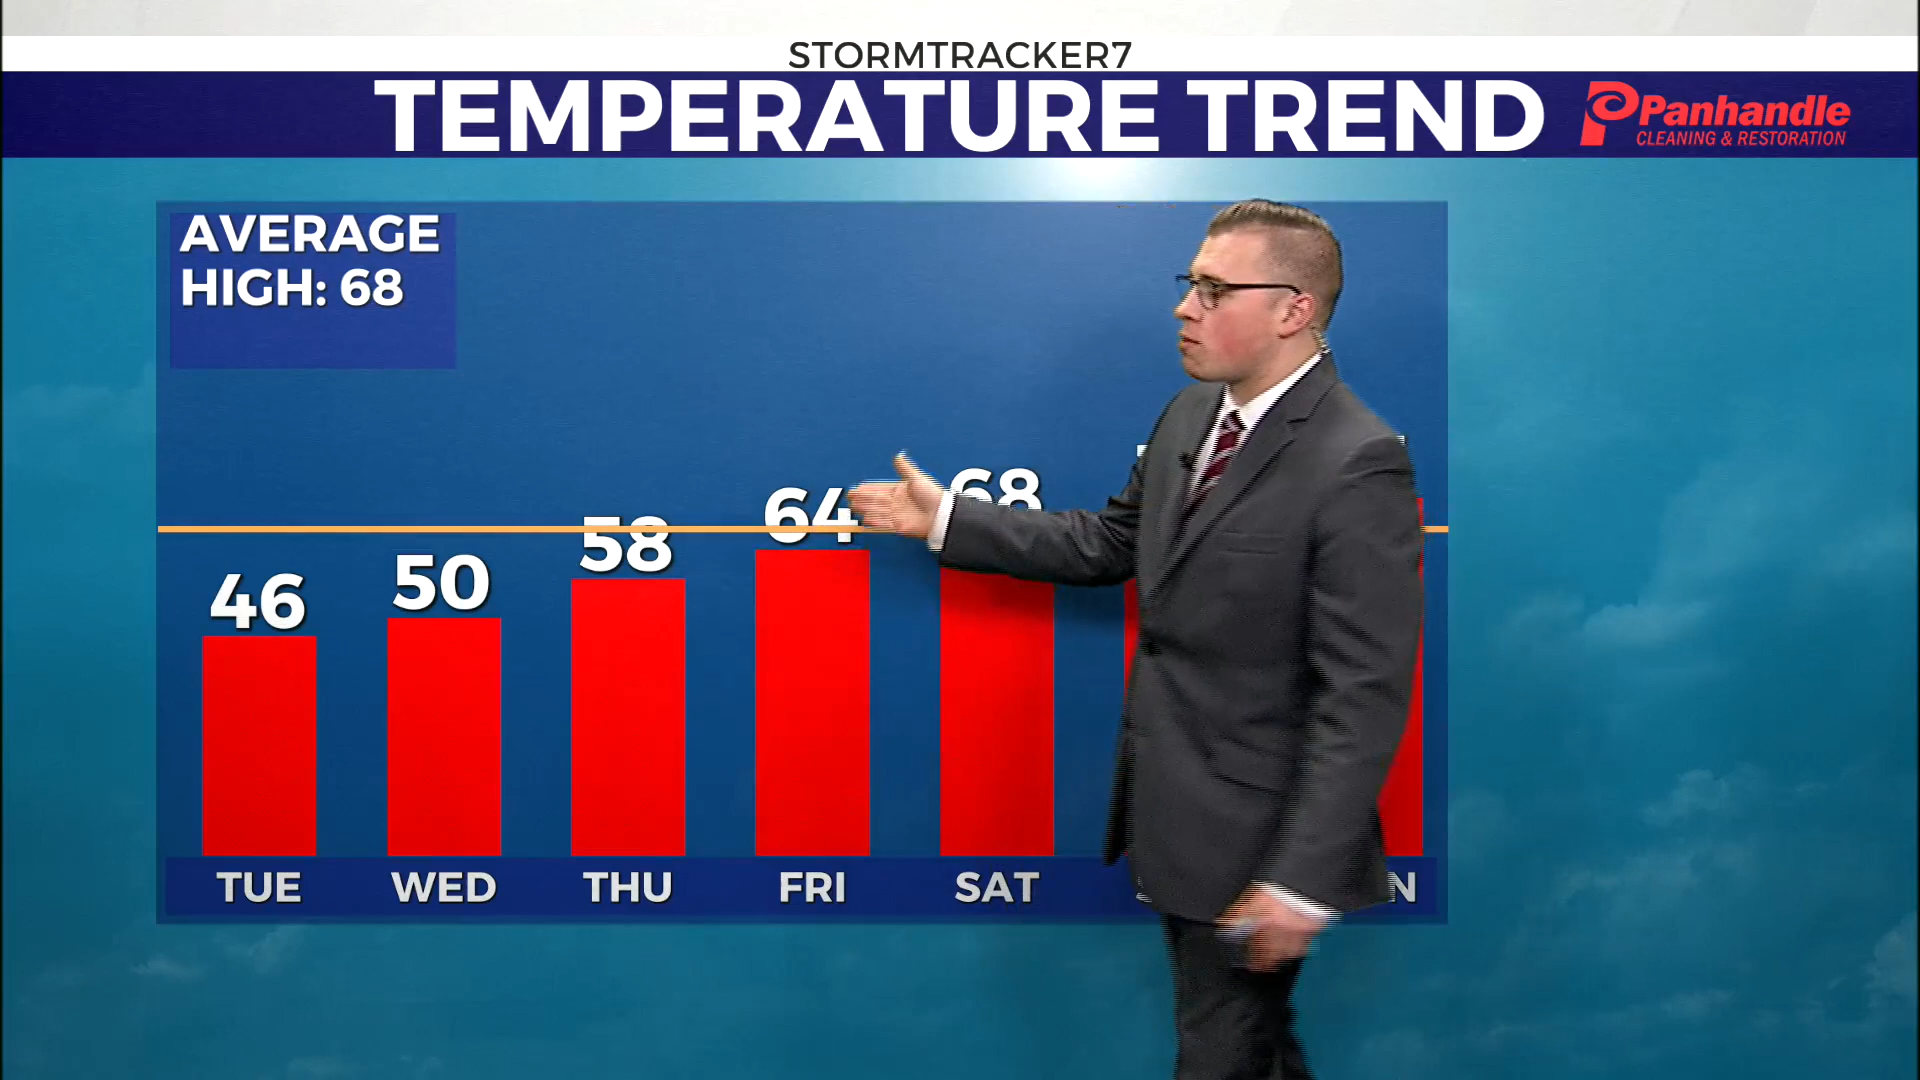 STORMTRACKER7
TEMPERATURE TREND
Panhandle
CLEANING & RESTORATION
AVERAGE
HIGH: 68
46 50 58 64 68
TUE WED THU FRI SAT